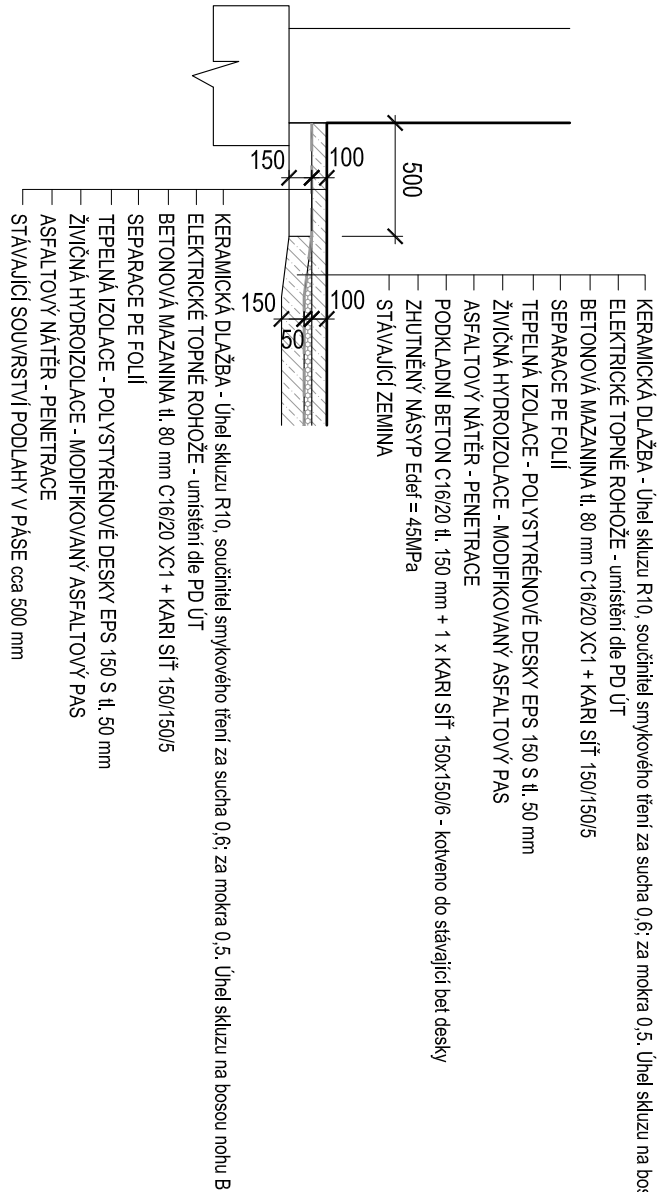 150
100
500
150
50
100
KERAMICKÁ DLAŽBA - Úhel skluzu R10, součinitel smykového tření za sucha 0,6; za mokra 0,5. Úhel skluzu na bos
ELEKTRICKÉ TOPNÉ ROHOŽE - umístění dle PD ÚT
BETONOVÁ MAZANINA tl. 80 mm C16/20 XC1 + KARI SÍŤ 150/150/5
SEPARACE PE FOLIÍ
TEPELNÁ IZOLACE - POLYSTYRÉNOVÉ DESKY EPS 150 S tl. 50 mm
ŽIVIČNÁ HYDROIZOLACE - MODIFIKOVANÝ ASFALTOVÝ PAS
ASFALTOVÝ NÁTĚR - PENETRACE
PODKLADNÍ BETON C16/20 tl. 150 mm + 1 x KARI SÍŤ 150x150/6 - kotveno do stávající bet desky
ZHUTNĚNÝ NÁSYP Edef = 45MPa
STÁVAJÍCÍ ZEMINA
KERAMICKÁ DLAŽBA - Úhel skluzu R10, součinitel smykového tření za sucha 0,6; za mokra 0,5. Úhel skluzu na bosou nohu B
ELEKTRICKÉ TOPNÉ ROHOŽE - umístění dle PD ÚT
BETONOVÁ MAZANINA tl. 80 mm C16/20 XC1 + KARI SÍŤ 150/150/5
SEPARACE PE FOLIÍ
TEPELNÁ IZOLACE - POLYSTYRÉNOVÉ DESKY EPS 150 S tl. 50 mm
ŽIVIČNÁ HYDROIZOLACE - MODIFIKOVANÝ ASFALTOVÝ PAS
ASFALTOVÝ NÁTĚR - PENETRACE
STÁVAJÍCÍ SOUVRSTVÍ PODLAHY V PÁSE cca 500 mm